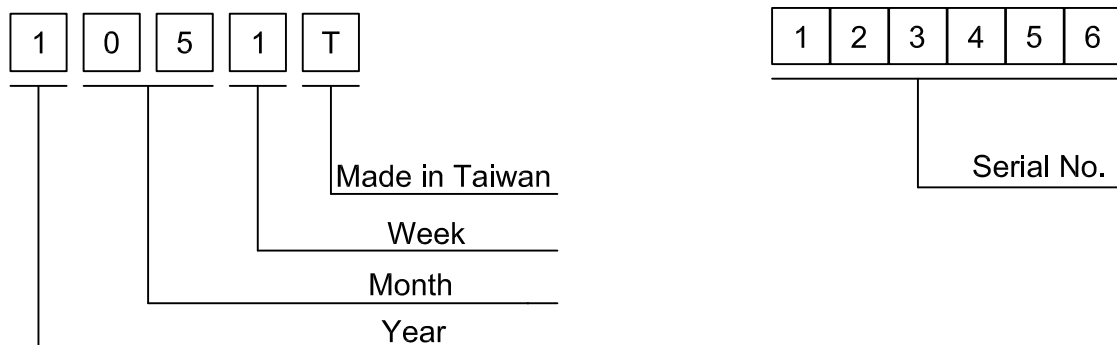 1 0 5 1 T
1 2 3 4 5 6
Made in Taiwan
Serial No.
Week
Month
Year